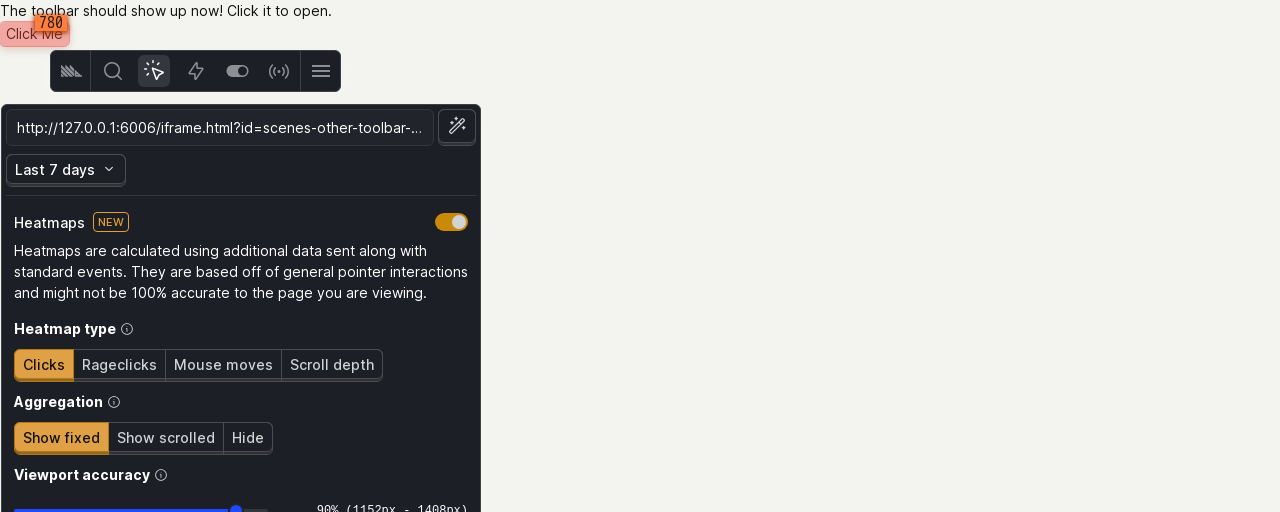 The toolbar should show up now! Click it to open.
780
Click Me
http://127.0.0.1:6006/iframe.html?id=scenes-other-toolbar-...
Last 7 days
Heatmaps NEW
Heatmaps are calculated using additional data sent along with
standard events. They are based off of general pointer interactions
and might not be 100% accurate to the page you are viewing.
Heatmap type
Clicks Rageclicks Mouse moves Scroll depth
Aggregation
Show fixed Show scrolled Hide
Viewport accuracy
90% (1152px - 1408px)